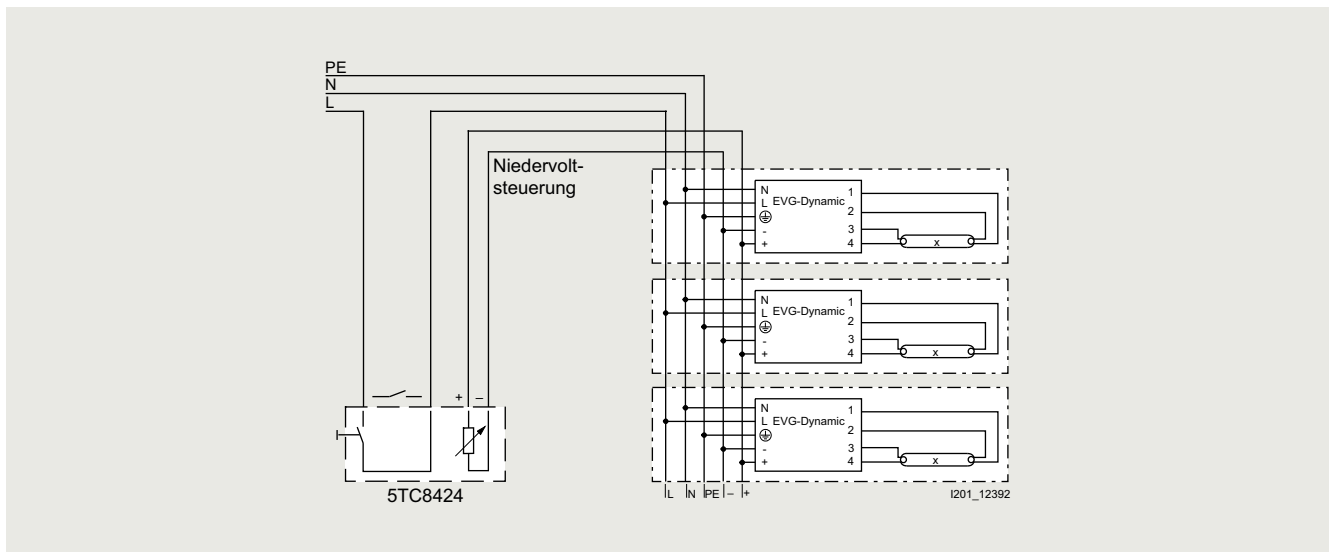 PE
N
L
Niedervolt-
steuerung
N
L
-
+
EVG-Dynamic
1
2
3
4
x
N
L
-
+
EVG-Dynamic
1
2
3
4
x
N
L
-
+
EVG-Dynamic
1
2
3
4
x
+ –
5TC8424
L N PE – +
I201_12392